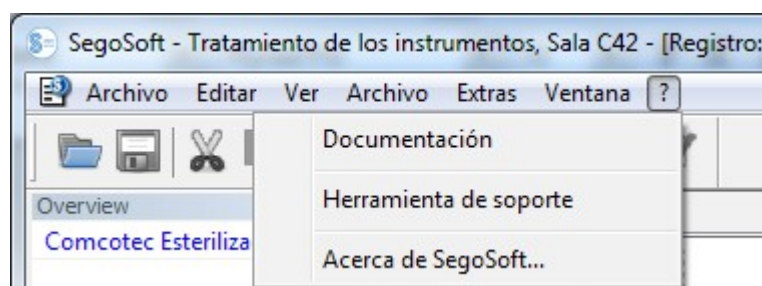 SegoSoft - Tratamiento de los instrumentos, Sala C42 - [Registro:
Archivo Editar Ver Archivo Extras Ventana ?
Documentación
Overview
Herramienta de soporte
Comcotec Esteriliza
Acerca de SegoSoft...